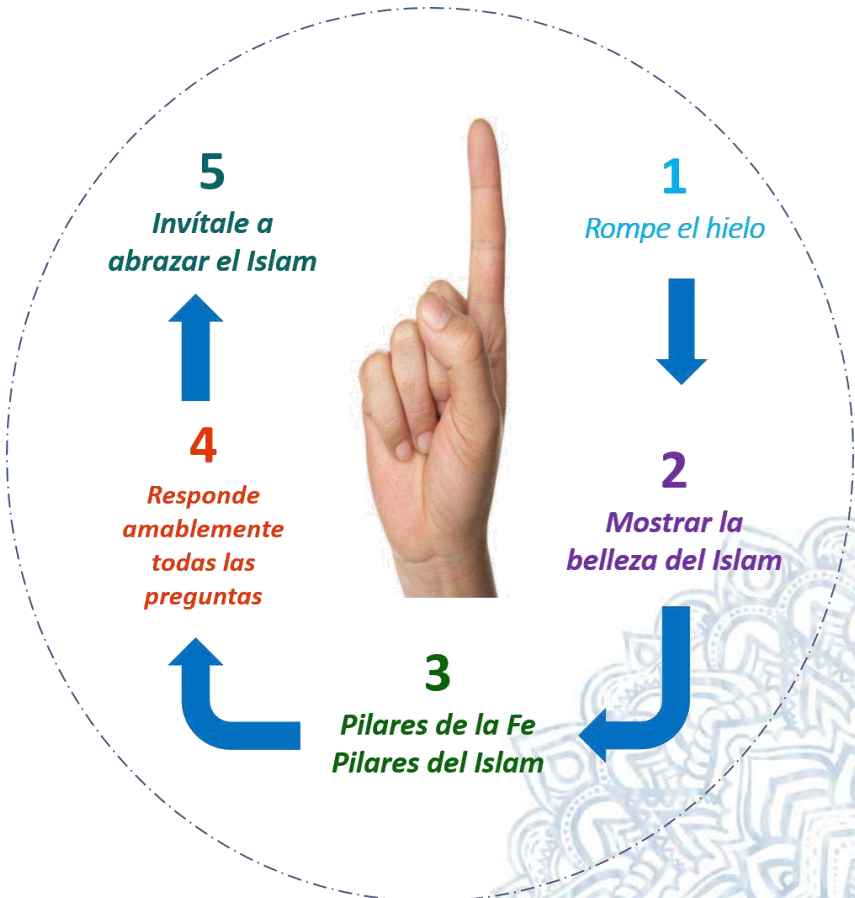 1
Rompe el hielo
2
Mostrar la
belleza del Islam
3
Pilares de la Fe
Pilares del Islam
4
Responde
amablemente
todas las
preguntas
5
Invítale a
abrazar el Islam